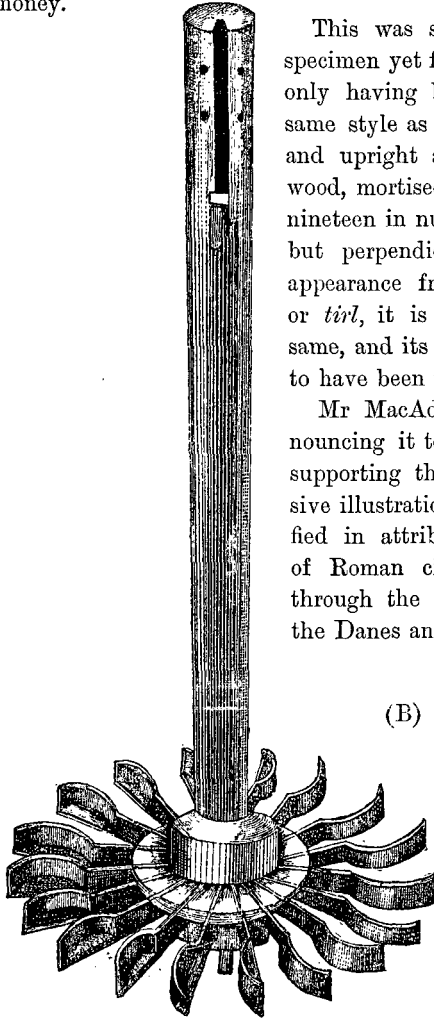 money.
This was s
specimen yet f
only having
same style as
and upright a
wood, mortise-
nineteen in nu
but perpendic
appearance fr
or tirl, it is
same, and its
to have been
Mr MacAd
nouncing it t
supporting th
sive illustratio
fied in attrib
of Roman c
through the
the Danes an
(B)